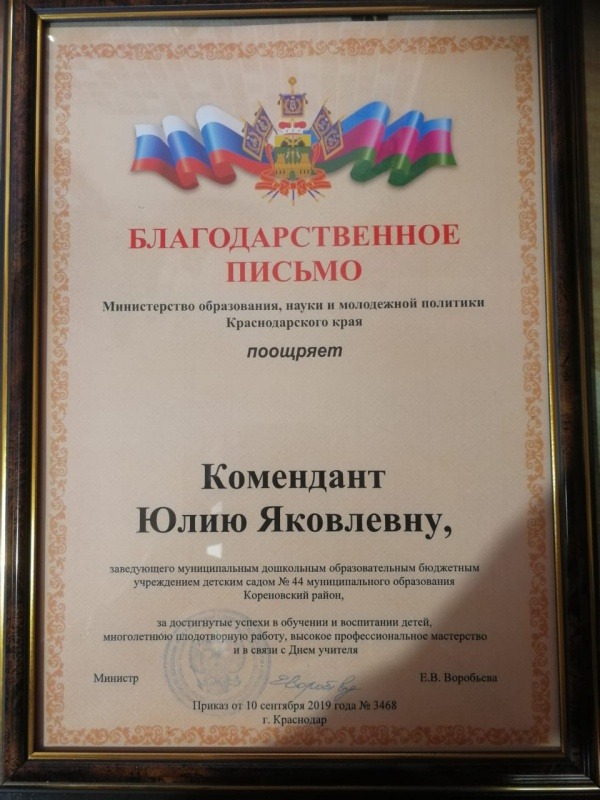 БЛАГОДАРСТВЕННОЕ
ПИСЬМО
Министерство образования, науки и молодежной политики
Краснодарского края
поощряет
Комендант
Юлию Яковлевну,
заведующего муниципальным дошкольным образовательным бюджетным
учреждением детским садом № 44 муниципального образования
Кореновский район,
за достигнутые успехи в обучении и воспитании детей,
многолетнюю плодотворную работу, высокое профессиональное мастерство
и в связи с Днем учителя
Министр Е.В. Воробьева
Приказ от 10 сентября 2019 года № 3468
г. Краснодар